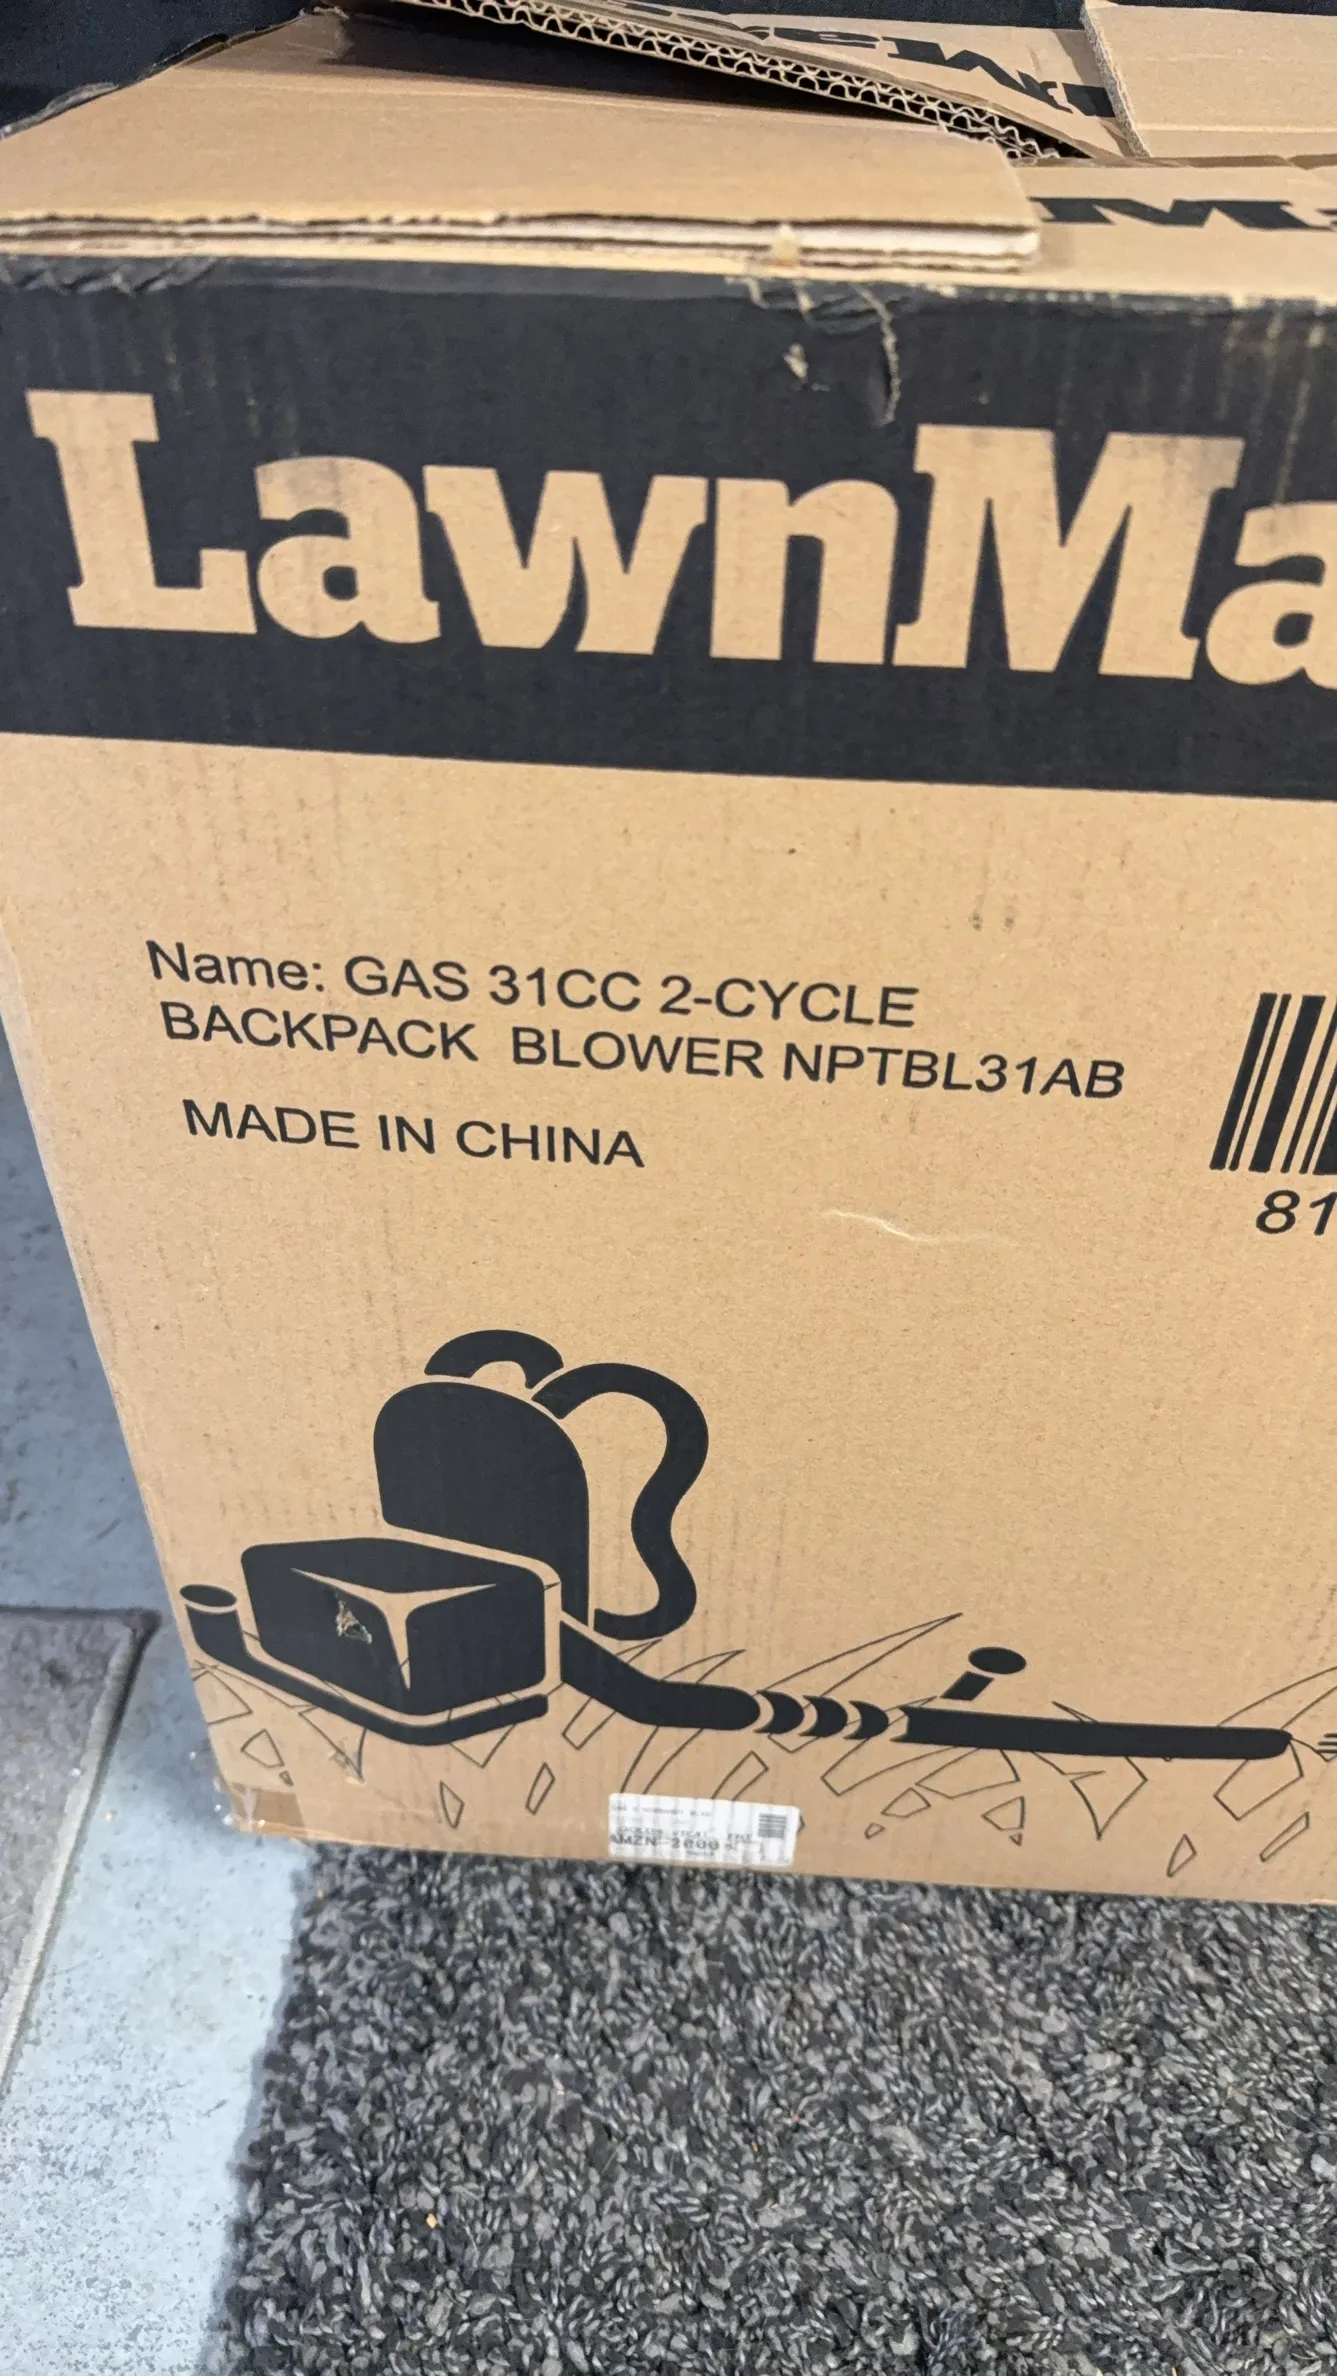 LawnMa
Name: GAS 31CC 2-CYCLE
BACKPACK BLOWER NPTBL31AB
MADE IN CHINA
81